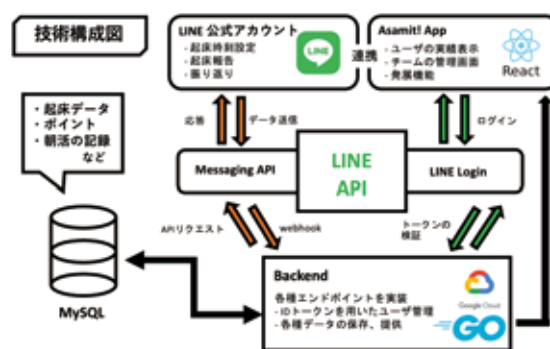 技術構成図
LINE 公式アカウント
- 起床時刻設定
- 起床報告
- 振り返り
LINE
連携
Asamit! App
- ユーザの実績表示
- チームの管理画面
- 発展機能
React
・起床データ
・ポイント
・朝活の記録
など
応答
データ送信
ログイン
Messaging API
LINE
API
LINE Login
APIリクエスト
webhook
トークンの
検証
MySQL
Backend
各種エンドポイントを実装
- IDトークンを用いたユーザ管理
- 各種データの保存、提供
Google Cloud
GO